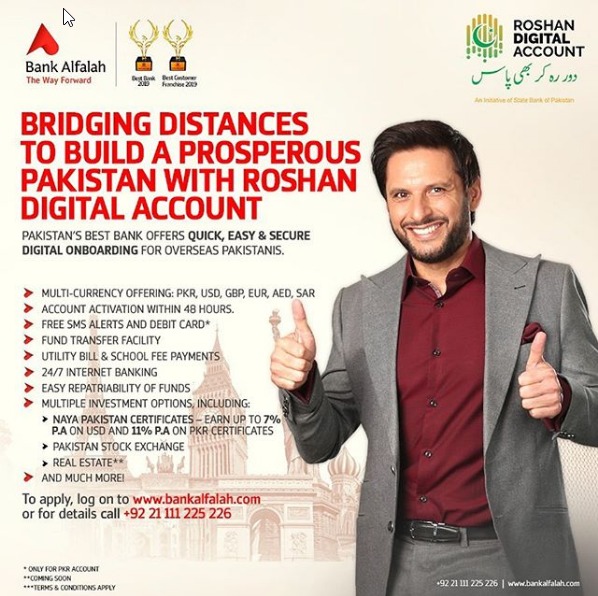 Bank Alfalah
The Way Forward
Best Bank
2019
Best Customer
Franchise 2019
ROSHAN
DIGITAL
ACCOUNT
دور رہ کر بھی پاس
An Initiative of State Bank of Pakistan
BRIDGING DISTANCES
TO BUILD A PROSPEROUS
PAKISTAN WITH ROSHAN
DIGITAL ACCOUNT
PAKISTAN'S BEST BANK OFFERS QUICK, EASY & SECURE
DIGITAL ONBOARDING FOR OVERSEAS PAKISTANIS.
MULTI-CURRENCY OFFERING: PKR, USD, GBP, EUR, AED, SAR
ACCOUNT ACTIVATION WITHIN 48 HOURS.
FREE SMS ALERTS AND DEBIT CARD*
FUND TRANSFER FACILITY
UTILITY BILL & SCHOOL FEE PAYMENTS
24/7 INTERNET BANKING
EASY REPATRIABILITY OF FUNDS
MULTIPLE INVESTMENT OPTIONS, INCLUDING:
NAYA PAKISTAN CERTIFICATES – EARN UP TO 7%
P.A ON USD AND 11% P.A ON PKR CERTIFICATES
PAKISTAN STOCK EXCHANGE
REAL ESTATE**
AND MUCH MORE!
To apply, log on to www.bankalfalah.com
or for details call +92 21 111 225 226
* ONLY FOR PKR ACCOUNT
**COMING SOON
***TERMS & CONDITIONS APPLY
+92 21 111 225 226 | www.bankalfalah.com